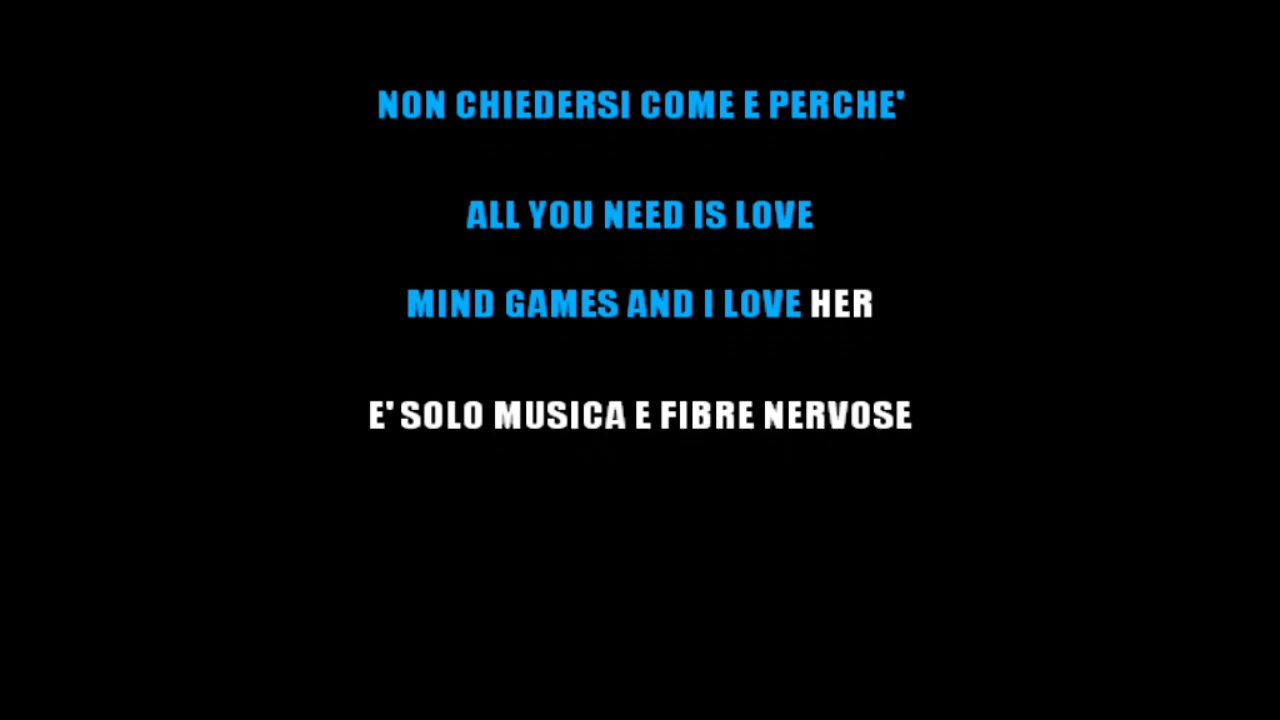 NON CHIEDERSI COME E PERCHE'
ALL YOU NEED IS LOVE
MIND GAMES AND I LOVE HER
E' SOLO MUSICA E FIBRE NERVOSE